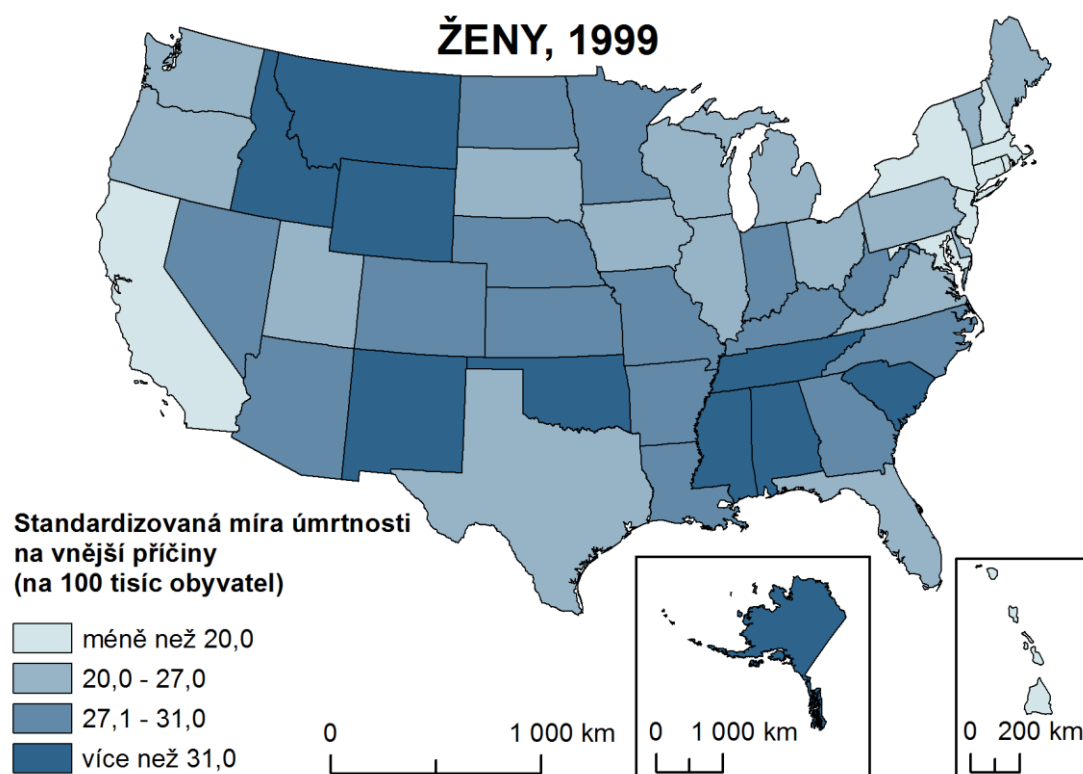 ŽENY, 1999
Standardizovaná míra úmrtnosti
na vnější příčiny
(na 100 tisíc obyvatel)
méně než 20,0
20,0 - 27,0
27,1 - 31,0
více než 31,0
0 1 000 km
0 1 000 km
0 200 km